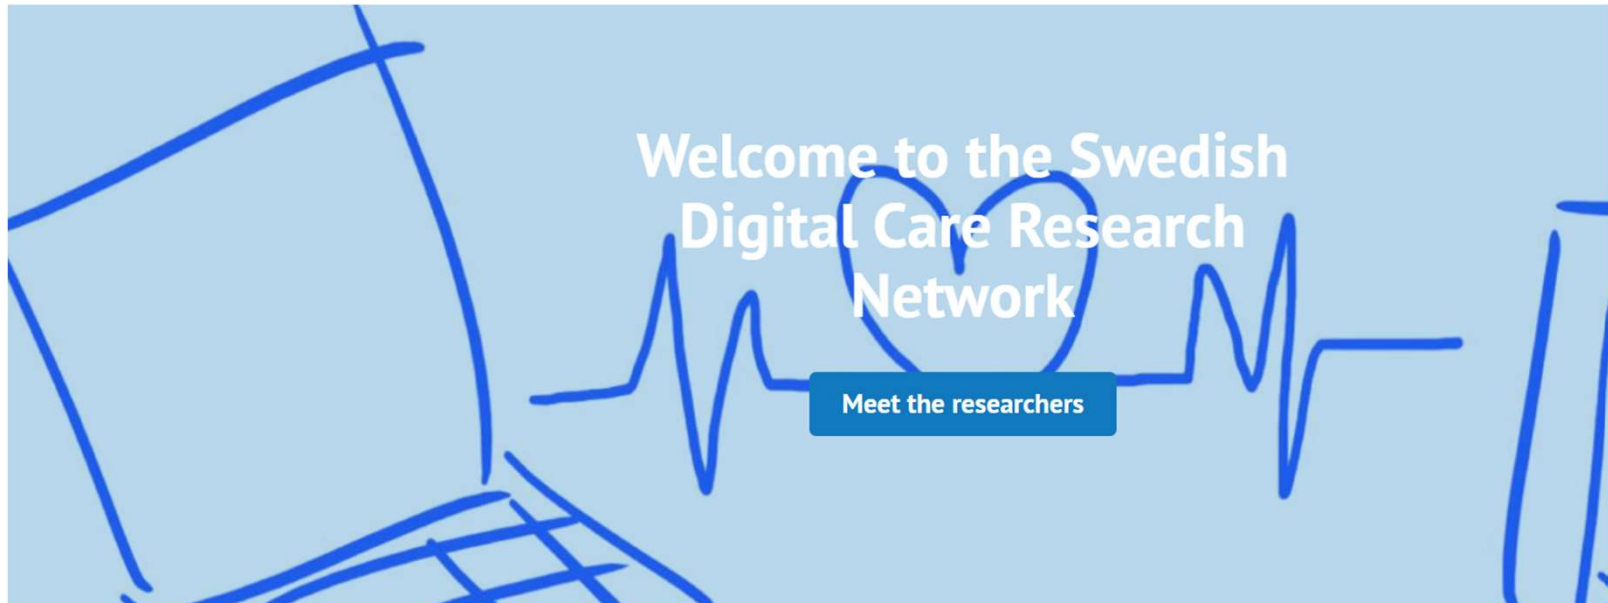 Welcome to the Swedish
Digital Care Research
Network
Meet the researchers